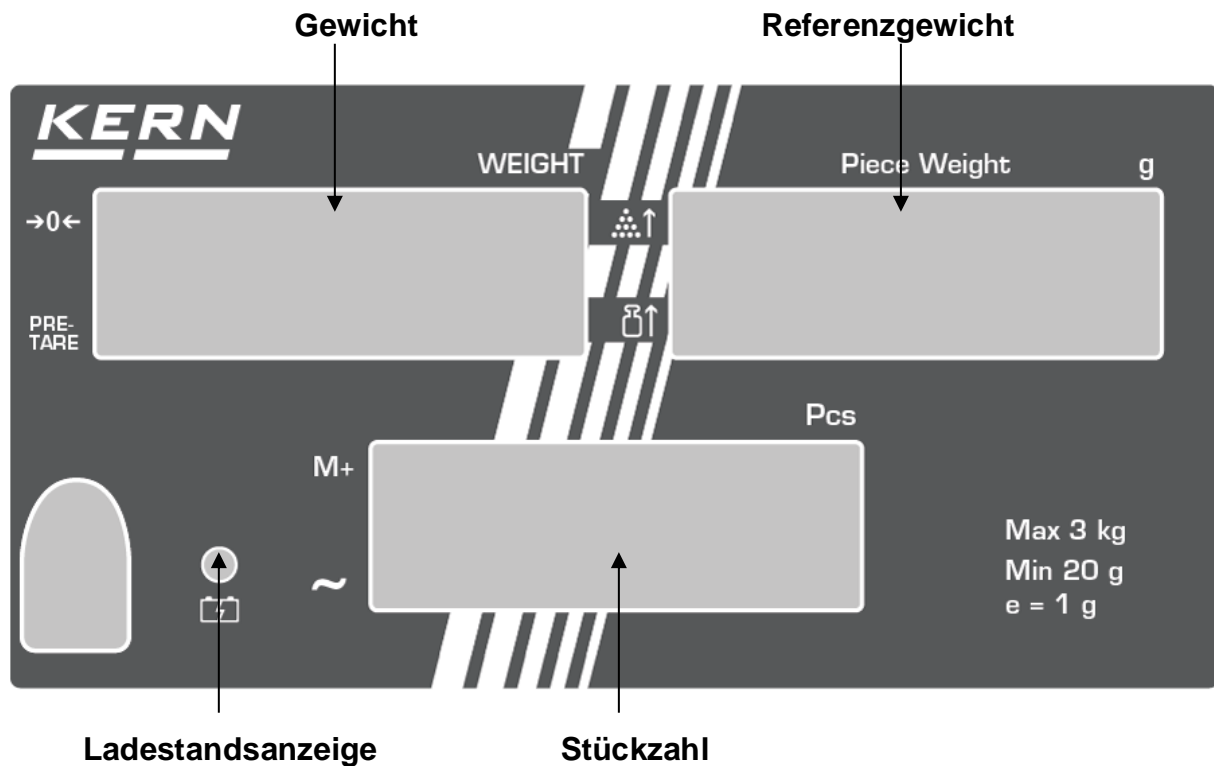 Gewicht
Referenzgewicht
KERN
WEIGHT
Piece Weight g
→0←
PRE-
TARE
Pcs
M+
~
Max 3 kg
Min 20 g
e = 1 g
Ladestandsanzeige
Stückzahl